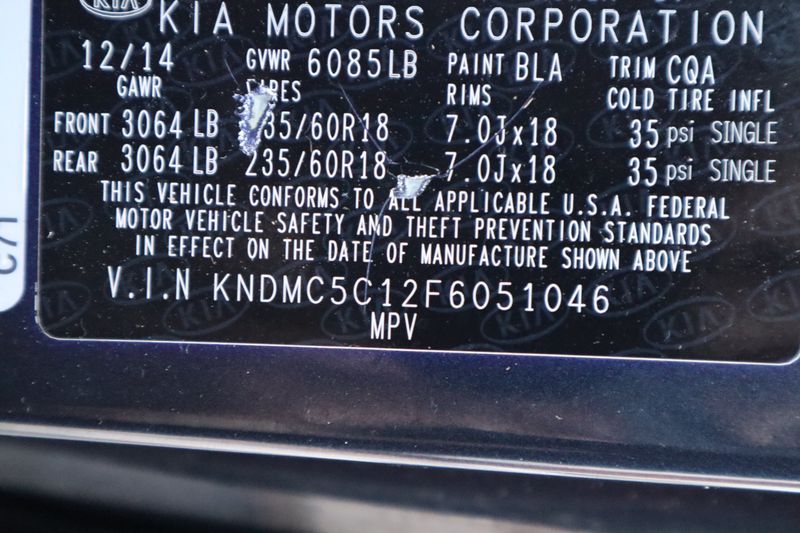 KIA MOTORS CORPORATION
12/14 GVWR 6085LB PAINT BLA TRIM CQA
GAWR RIMS COLD TIRE INFL
FRONT 3064 LB 35/60R18 7.0Jx18 35 psi SINGLE
REAR 3064 LB 235/60R18 7.0Jx18 35 psi SINGLE
THIS VEHICLE CONFORMS TO ALL APPLICABLE U.S.A. FEDERAL
MOTOR VEHICLE SAFETY AND THEFT PREVENTION STANDARDS
IN EFFECT ON THE DATE OF MANUFACTURE SHOWN ABOVE
V.I.N KNDMC5C12F6051046
MPV